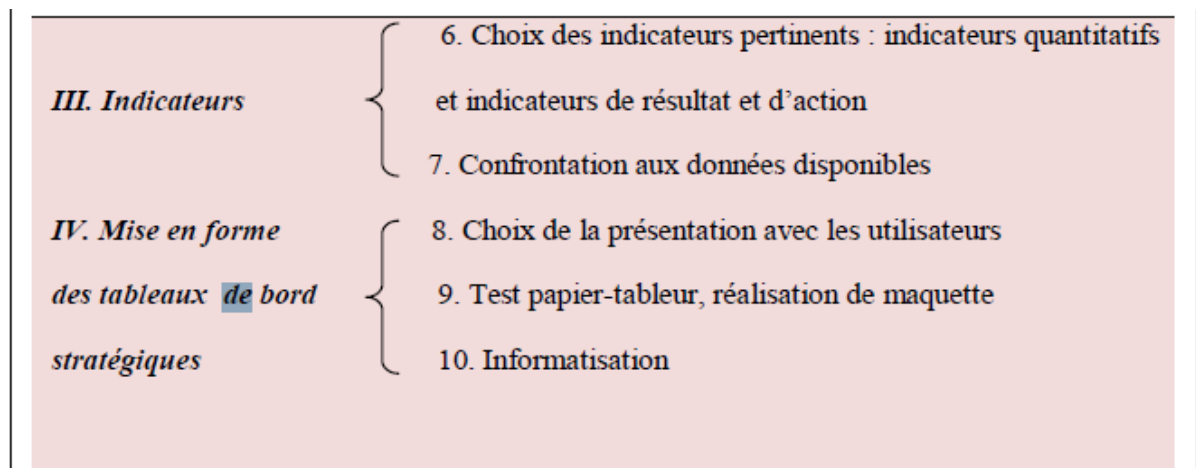 6. Choix des indicateurs pertinents : indicateurs quantitatifs
III. Indicateurs et indicateurs de résultat et d’action
7. Confrontation aux données disponibles
IV. Mise en forme 8. Choix de la présentation avec les utilisateurs
des tableaux de bord 9. Test papier-tableur, réalisation de maquette
stratégiques 10. Informatisation